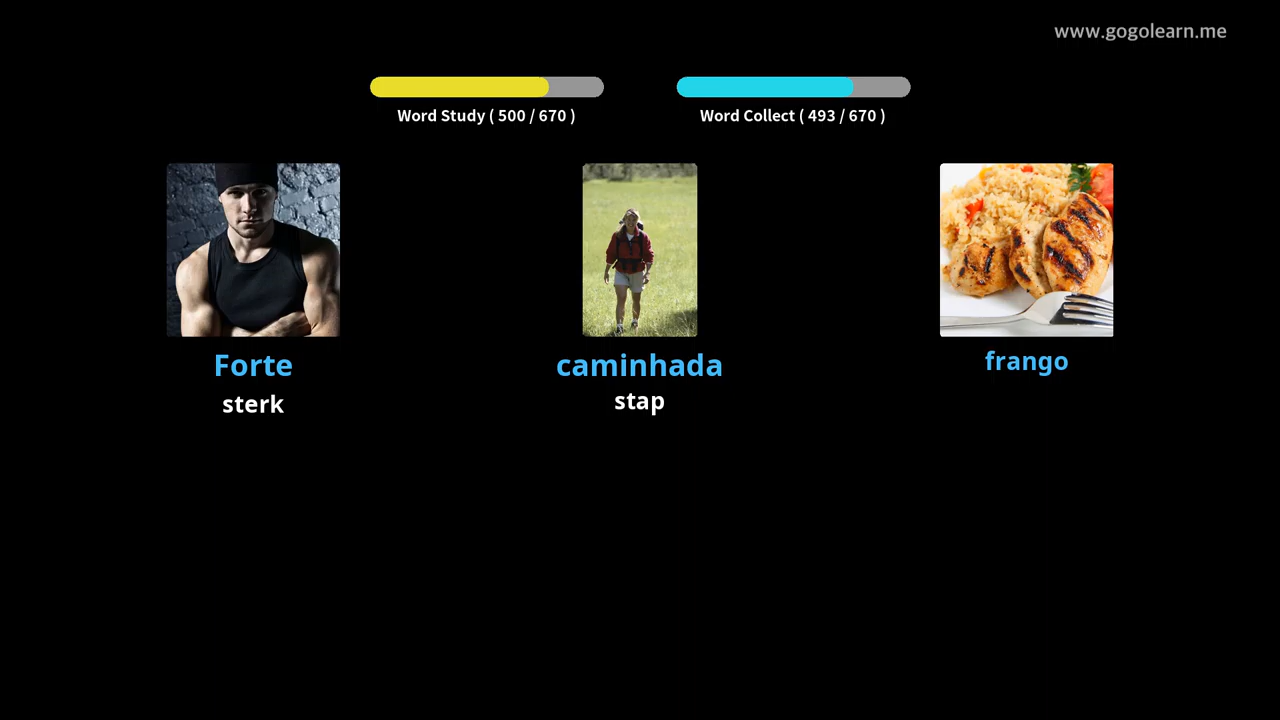 www.gogolearn.me
Word Study ( 500 / 670 )
Word Collect ( 493 / 670 )
Forte
sterk
caminhada
stap
frango